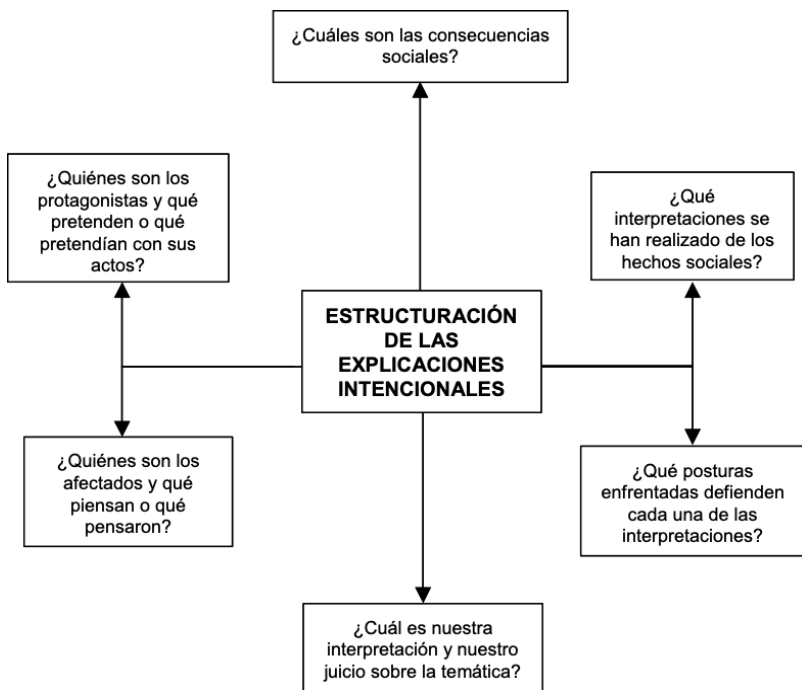 ¿Cuáles son las consecuencias
sociales?
¿Quiénes son los
protagonistas y qué
pretenden o qué
pretendían con sus
actos?
¿Qué
interpretaciones se
han realizado de los
hechos sociales?
ESTRUCTURACIÓN
DE LAS
EXPLICACIONES
INTENCIONALES
¿Quiénes son los
afectados y qué
piensan o qué
pensaron?
¿Qué posturas
enfrentadas defienden
cada una de las
interpretaciones?
¿Cuál es nuestra
interpretación y nuestro
juicio sobre la temática?